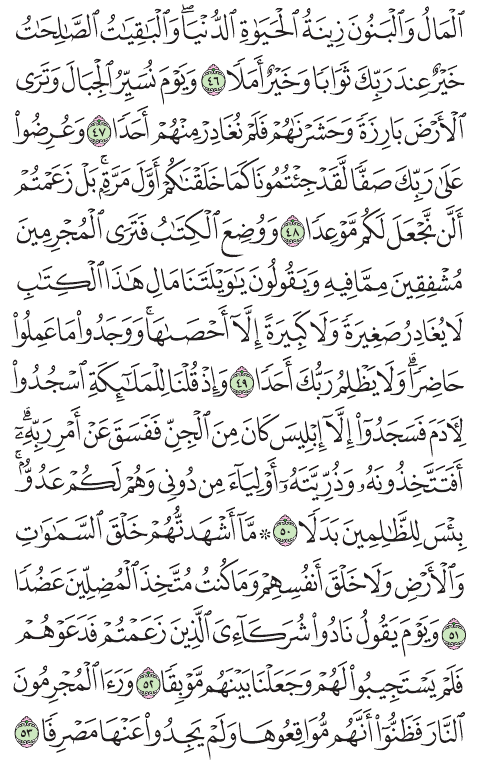 ٱلۡمَالُ وَٱلۡبَنُونَ زِينَةُ ٱلۡحَيَوٰةِ ٱلدُّنۡيَاۖ وَٱلۡبَٰقِيَٰتُ ٱلصَّٰلِحَٰتُ
خَيۡرٌ عِندَ رَبِّكَ ثَوَابٗا وَخَيۡرٌ أَمَلٗا ٤٦ وَيَوۡمَ نُسَيِّرُ ٱلۡجِبَالَ وَتَرَى
ٱلۡأَرۡضَ بَارِزَةٗ وَحَشَرۡنَٰهُمۡ فَلَمۡ نُغَادِرۡ مِنۡهُمۡ أَحَدٗا ٤٧ وَعُرِضُواْ
عَلَىٰ رَبِّكَ صَفّٗا لَّقَدۡ جِئۡتُمُونَا كَمَا خَلَقۡنَٰكُمۡ أَوَّلَ مَرَّةِۭۚ بَلۡ زَعَمۡتُمۡ
أَلَّن نَّجۡعَلَ لَكُم مَّوۡعِدٗا ٤٨ وَوُضِعَ ٱلۡكِتَٰبُ فَتَرَى ٱلۡمُجۡرِمِينَ
مُشۡفِقِينَ مِمَّا فِيهِ وَيَقُولُونَ يَٰوَيۡلَتَنَا مَالِ هَٰذَا ٱلۡكِتَٰبِ
لَا يُغَادِرُ صَغِيرَةٗ وَلَا كَبِيرَةً إِلَّآ أَحۡصَىٰهَاۚ وَوَجَدُواْ مَا عَمِلُواْ
حَاضِرٗاۗ وَلَا يَظۡلِمُ رَبُّكَ أَحَدٗا ٤٩ وَإِذۡ قُلۡنَا لِلۡمَلَٰٓئِكَةِ ٱسۡجُدُواْ
لِأٓدَمَ فَسَجَدُوٓاْ إِلَّآ إِبۡلِيسَ كَانَ مِنَ ٱلۡجِنِّ فَفَسَقَ عَنۡ أَمۡرِ رَبِّهِۦٓۗ
أَفَتَتَّخِذُونَهُۥ وَذُرِّيَّتَهُۥٓ أَوۡلِيَآءَ مِن دُونِي وَهُمۡ لَكُمۡ عَدُوُّۢۚ
بِئۡسَ لِلظَّٰلِمِينَ بَدَلٗا ٥٠ ۞ مَّآ أَشۡهَدتُّهُمۡ خَلۡقَ ٱلسَّمَٰوَٰتِ
وَٱلۡأَرۡضِ وَلَا خَلۡقَ أَنفُسِهِمۡ وَمَا كُنتُ مُتَّخِذَ ٱلۡمُضِلِّينَ عَضُدٗا
٥١ وَيَوۡمَ يَقُولُ نَادُواْ شُرَكَآءِيَ ٱلَّذِينَ زَعَمۡتُمۡ فَدَعَوۡهُمۡ
فَلَمۡ يَسۡتَجِيبُواْ لَهُمۡ وَجَعَلۡنَا بَيۡنَهُم مَّوۡبِقٗا ٥٢ وَرَءَا ٱلۡمُجۡرِمُونَ
ٱلنَّارَ فَظَنُّوٓاْ أَنَّهُم مُّوَاقِعُوهَا وَلَمۡ يَجِدُواْ عَنۡهَا مَصۡرِفٗا ٥٣